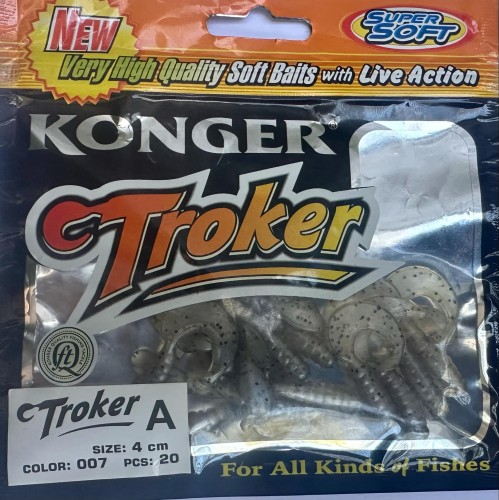 NEW
SUPER
SOFT
Very High Quality Soft Baits with Live Action
KONGER®
Troker
ft
Troker A
SIZE: 4 cm
COLOR: 007 PCS: 20
For All Kinds of Fishes